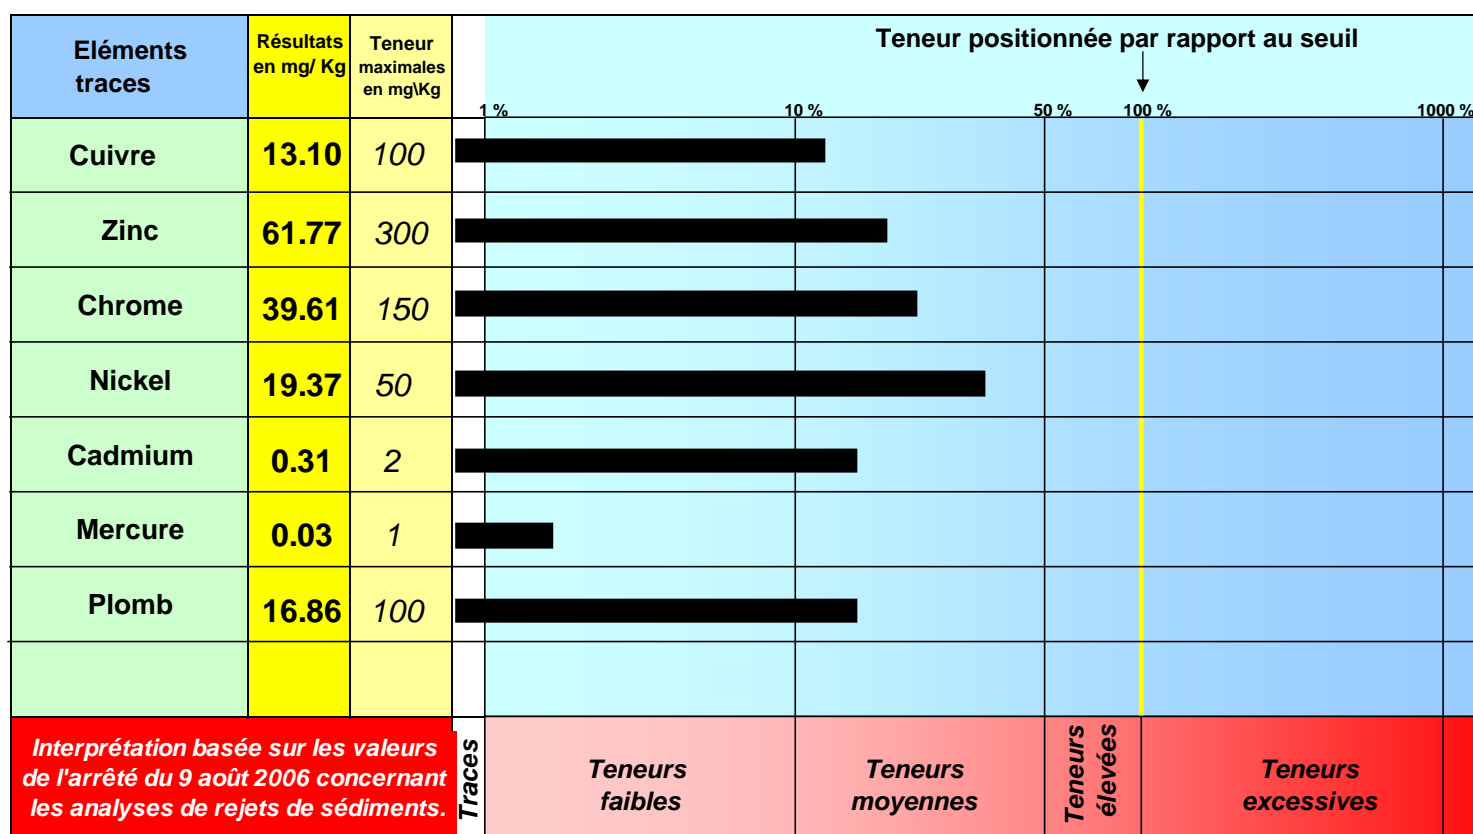 Eléments
traces
Résultats
en mg/ Kg
Teneur
maximales
en mg\Kg
Teneur positionnée par rapport au seuil
1 %
10 %
50 %
100 %
1000 %
Cuivre
13.10
100
Zinc
61.77
300
Chrome
39.61
150
Nickel
19.37
50
Cadmium
0.31
2
Mercure
0.03
1
Plomb
16.86
100
Interprétation basée sur les valeurs
de l'arrêté du 9 août 2006 concernant
les analyses de rejets de sédiments.
Traces
Teneurs
faibles
Teneurs
moyennes
Teneurs
élevées
Teneurs
excessives